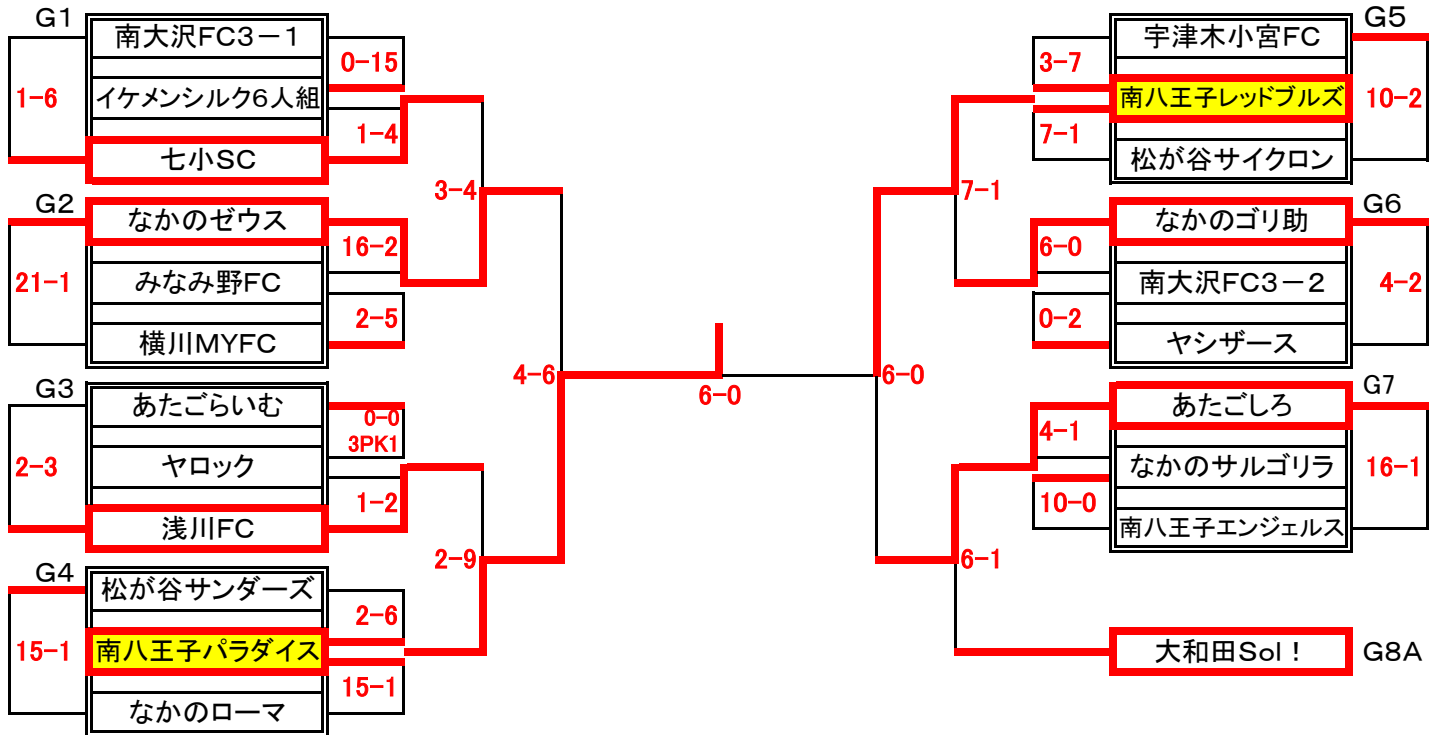 G1
南大沢FC3－1
0-15
1-6
イケメンシルク6人組
1-4
七小SC
3-4
G2
なかのゼウス
16-2
21-1
みなみ野FC
2-5
横川MYFC
4-6
G3
あたごらいむ
0-0
3PK1
2-3
ヤロック
1-2
浅川FC
2-9
G4
松が谷サンダーズ
2-6
15-1
南八王子パラダイス
15-1
なかのローマ
6-0
G5
宇津木小宮FC
3-7
南八王子レッドブルズ
10-2
7-1
松が谷サイクロン
7-1
G6
なかのゴリ助
6-0
南大沢FC3－2
4-2
0-2
ヤシザース
6-0
G7
あたごしろ
4-1
なかのサルゴリラ
16-1
10-0
南八王子エンジェルス
6-1
大和田Sol！
G8A